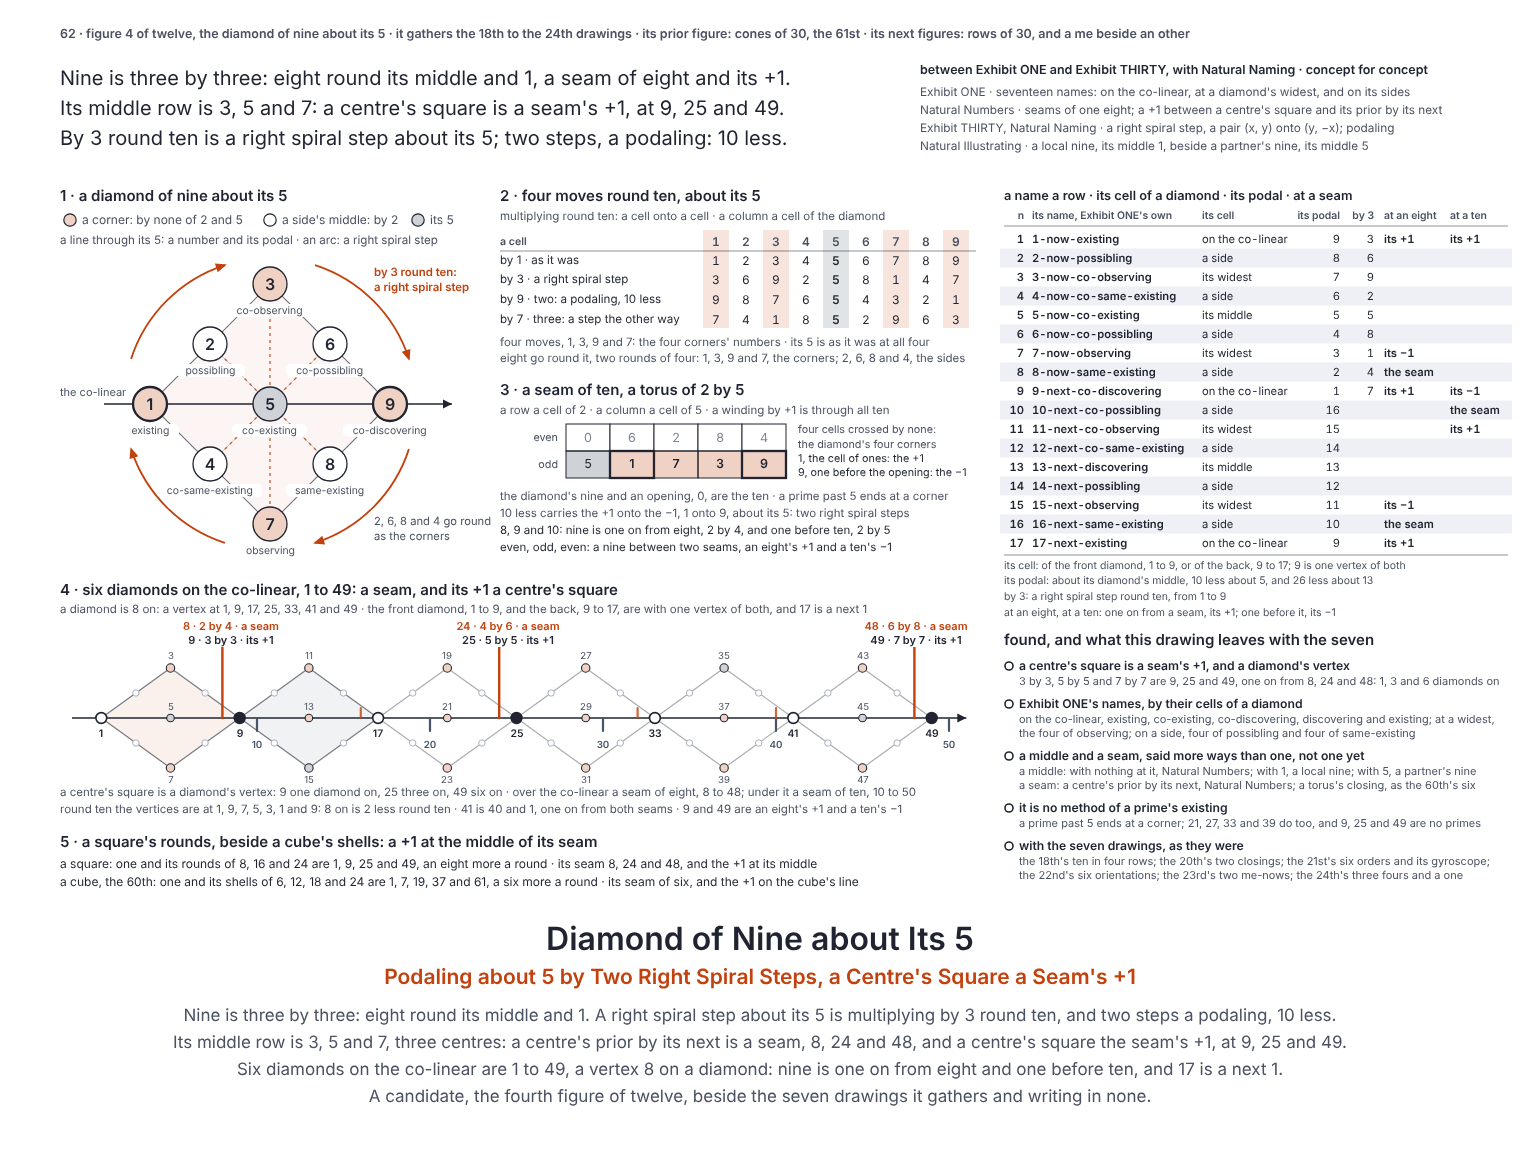 62 · figure 4 of twelve, the diamond of nine about its 5 · it gathers the 18th to the 24th drawings · its prior figure: cones of 30, the 61st · its next figures: rows of 30, and a me beside an other
Nine is three by three: eight round its middle and 1, a seam of eight and its +1.
Its middle row is 3, 5 and 7: a centre's square is a seam's +1, at 9, 25 and 49.
By 3 round ten is a right spiral step about its 5; two steps, a podaling: 10 less.
between Exhibit ONE and Exhibit THIRTY, with Natural Naming · concept for concept
Exhibit ONE · seventeen names: on the co-linear, at a diamond's widest, and on its sides
Natural Numbers · seams of one eight; a +1 between a centre's square and its prior by its next
Exhibit THIRTY, Natural Naming · a right spiral step, a pair (x, y) onto (y, −x); podaling
Natural Illustrating · a local nine, its middle 1, beside a partner's nine, its middle 5
1 · a diamond of nine about its 5
a corner: by none of 2 and 5 a side's middle: by 2 its 5
a line through its 5: a number and its podal · an arc: a right spiral step
by 3 round ten:
a right spiral step
3
co-observing
2 6
possibling co-possibling
the co-linear
1 5 9
existing co-existing co-discovering
4 8
co-same-existing same-existing
7
observing
2, 6, 8 and 4 go round
as the corners
2 · four moves round ten, about its 5
multiplying round ten: a cell onto a cell · a column a cell of the diamond
a cell 1 2 3 4 5 6 7 8 9
by 1 · as it was 1 2 3 4 5 6 7 8 9
by 3 · a right spiral step 3 6 9 2 5 8 1 4 7
by 9 · two: a podaling, 10 less 9 8 7 6 5 4 3 2 1
by 7 · three: a step the other way 7 4 1 8 5 2 9 6 3
four moves, 1, 3, 9 and 7: the four corners' numbers · its 5 is as it was at all four
eight go round it, two rounds of four: 1, 3, 9 and 7, the corners; 2, 6, 8 and 4, the sides
3 · a seam of ten, a torus of 2 by 5
a row a cell of 2 · a column a cell of 5 · a winding by +1 is through all ten
even 0 6 2 8 4
odd 5 1 7 3 9
four cells crossed by none:
the diamond's four corners
1, the cell of ones: the +1
9, one before the opening: the −1
the diamond's nine and an opening, 0, are the ten · a prime past 5 ends at a corner
10 less carries the +1 onto the −1, 1 onto 9, about its 5: two right spiral steps
8, 9 and 10: nine is one on from eight, 2 by 4, and one before ten, 2 by 5
even, odd, even: a nine between two seams, an eight's +1 and a ten's −1
a name a row · its cell of a diamond · its podal · at a seam
n its name, Exhibit ONE's own its cell its podal by 3 at an eight at a ten
1 1-now-existing on the co-linear 9 3 its +1 its +1
2 2-now-possibling a side 8 6
3 3-now-co-observing its widest 7 9
4 4-now-co-same-existing a side 6 2
5 5-now-co-existing its middle 5 5
6 6-now-co-possibling a side 4 8
7 7-now-observing its widest 3 1 its −1
8 8-now-same-existing a side 2 4 the seam
9 9-next-co-discovering on the co-linear 1 7 its +1 its −1
10 10-next-co-possibling a side 16 the seam
11 11-next-co-observing its widest 15 its +1
12 12-next-co-same-existing a side 14
13 13-next-discovering its middle 13
14 14-next-possibling a side 12
15 15-next-observing its widest 11 its −1
16 16-next-same-existing a side 10 the seam
17 17-next-existing on the co-linear 9 its +1
its cell: of the front diamond, 1 to 9, or of the back, 9 to 17; 9 is one vertex of both
its podal: about its diamond's middle, 10 less about 5, and 26 less about 13
by 3: a right spiral step round ten, from 1 to 9
at an eight, at a ten: one on from a seam, its +1; one before it, its −1
4 · six diamonds on the co-linear, 1 to 49: a seam, and its +1 a centre's square
a diamond is 8 on: a vertex at 1, 9, 17, 25, 33, 41 and 49 · the front diamond, 1 to 9, and the back, 9 to 17, are with one vertex of both, and 17 is a next 1
8 · 2 by 4 · a seam 24 · 4 by 6 · a seam 48 · 6 by 8 · a seam
9 · 3 by 3 · its +1 25 · 5 by 5 · its +1 49 · 7 by 7 · its +1
3 11 19 27 35 43
5 13 21 29 37 45
1 9 17 25 33 41 49
10 20 30 40 50
7 15 23 31 39 47
a centre's square is a diamond's vertex: 9 one diamond on, 25 three on, 49 six on · over the co-linear a seam of eight, 8 to 48; under it a seam of ten, 10 to 50
round ten the vertices are at 1, 9, 7, 5, 3, 1 and 9: 8 on is 2 less round ten · 41 is 40 and 1, one on from both seams · 9 and 49 are an eight's +1 and a ten's −1
5 · a square's rounds, beside a cube's shells: a +1 at the middle of its seam
a square: one and its rounds of 8, 16 and 24 are 1, 9, 25 and 49, an eight more a round · its seam 8, 24 and 48, and the +1 at its middle
a cube, the 60th: one and its shells of 6, 12, 18 and 24 are 1, 7, 19, 37 and 61, a six more a round · its seam of six, and the +1 on the cube's line
found, and what this drawing leaves with the seven
a centre's square is a seam's +1, and a diamond's vertex
3 by 3, 5 by 5 and 7 by 7 are 9, 25 and 49, one on from 8, 24 and 48: 1, 3 and 6 diamonds on
Exhibit ONE's names, by their cells of a diamond
on the co-linear, existing, co-existing, co-discovering, discovering and existing; at a widest,
the four of observing; on a side, four of possibling and four of same-existing
a middle and a seam, said more ways than one, not one yet
a middle: with nothing at it, Natural Numbers; with 1, a local nine; with 5, a partner's nine
a seam: a centre's prior by its next, Natural Numbers; a torus's closing, as the 60th's six
it is no method of a prime's existing
a prime past 5 ends at a corner; 21, 27, 33 and 39 do too, and 9, 25 and 49 are no primes
with the seven drawings, as they were
the 18th's ten in four rows; the 20th's two closings; the 21st's six orders and its gyroscope;
the 22nd's six orientations; the 23rd's two me-nows; the 24th's three fours and a one
Diamond of Nine about Its 5
Podaling about 5 by Two Right Spiral Steps, a Centre's Square a Seam's +1
Nine is three by three: eight round its middle and 1. A right spiral step about its 5 is multiplying by 3 round ten, and two steps a podaling, 10 less.
Its middle row is 3, 5 and 7, three centres: a centre's prior by its next is a seam, 8, 24 and 48, and a centre's square the seam's +1, at 9, 25 and 49.
Six diamonds on the co-linear are 1 to 49, a vertex 8 on a diamond: nine is one on from eight and one before ten, and 17 is a next 1.
A candidate, the fourth figure of twelve, beside the seven drawings it gathers and writing in none.